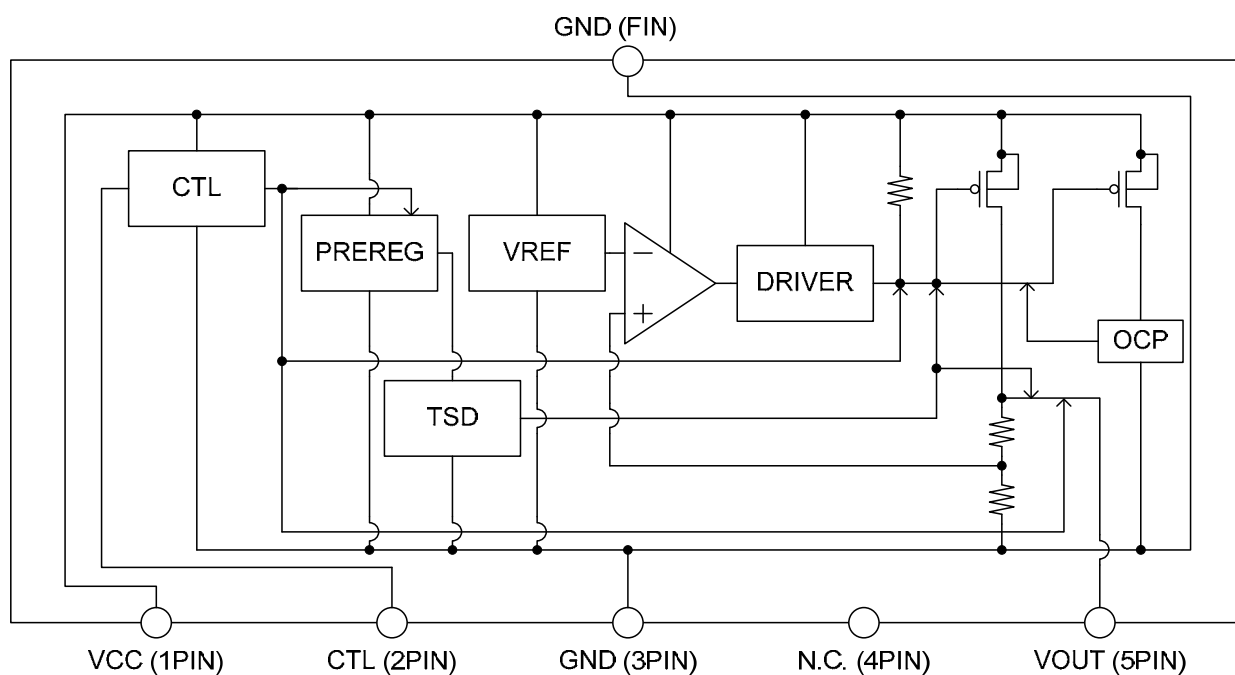 GND (FIN)
CTL
PREREG
VREF
−
+
DRIVER
OCP
TSD
VCC (1PIN)
CTL (2PIN)
GND (3PIN)
N.C. (4PIN)
VOUT (5PIN)